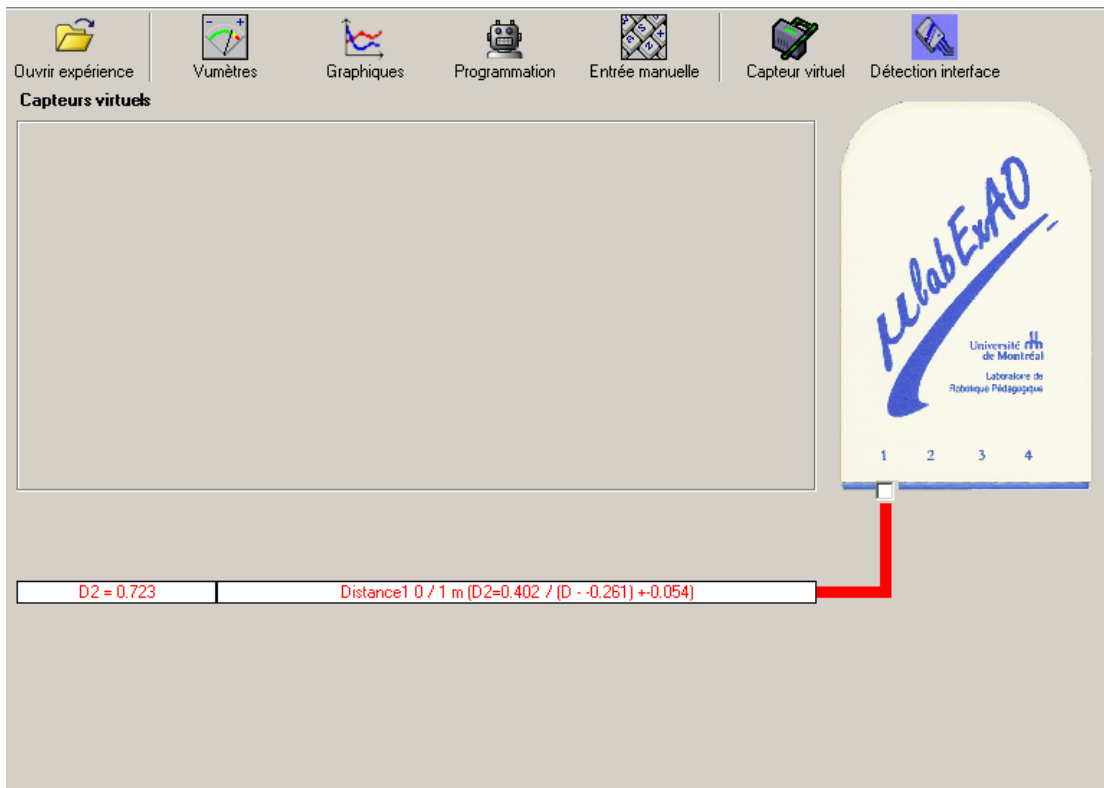 Ouvrir expérience
Vumètres
Graphiques
Programmation
Entrée manuelle
Capteur virtuel
Détection interface
Capteurs virtuels
µlabExAO
Université
de Montréal
Laboratoire de
Robotique Pédagogique
1 2 3 4
D2 = 0.723
Distance1 0 / 1 m (D2=0.402 / (D - -0.261) +-0.054)